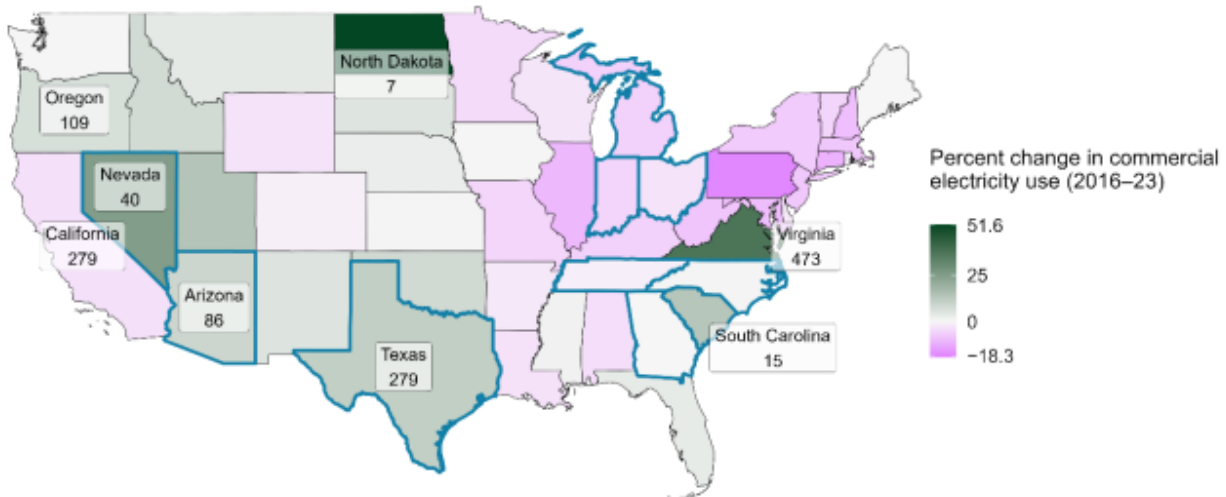 North Dakota
7
Oregon
109
Nevada
40
California
279
Arizona
86
Texas
279
Virginia
473
South Carolina
15
Percent change in commercial
electricity use (2016–23)
51.6
25
0
−18.3